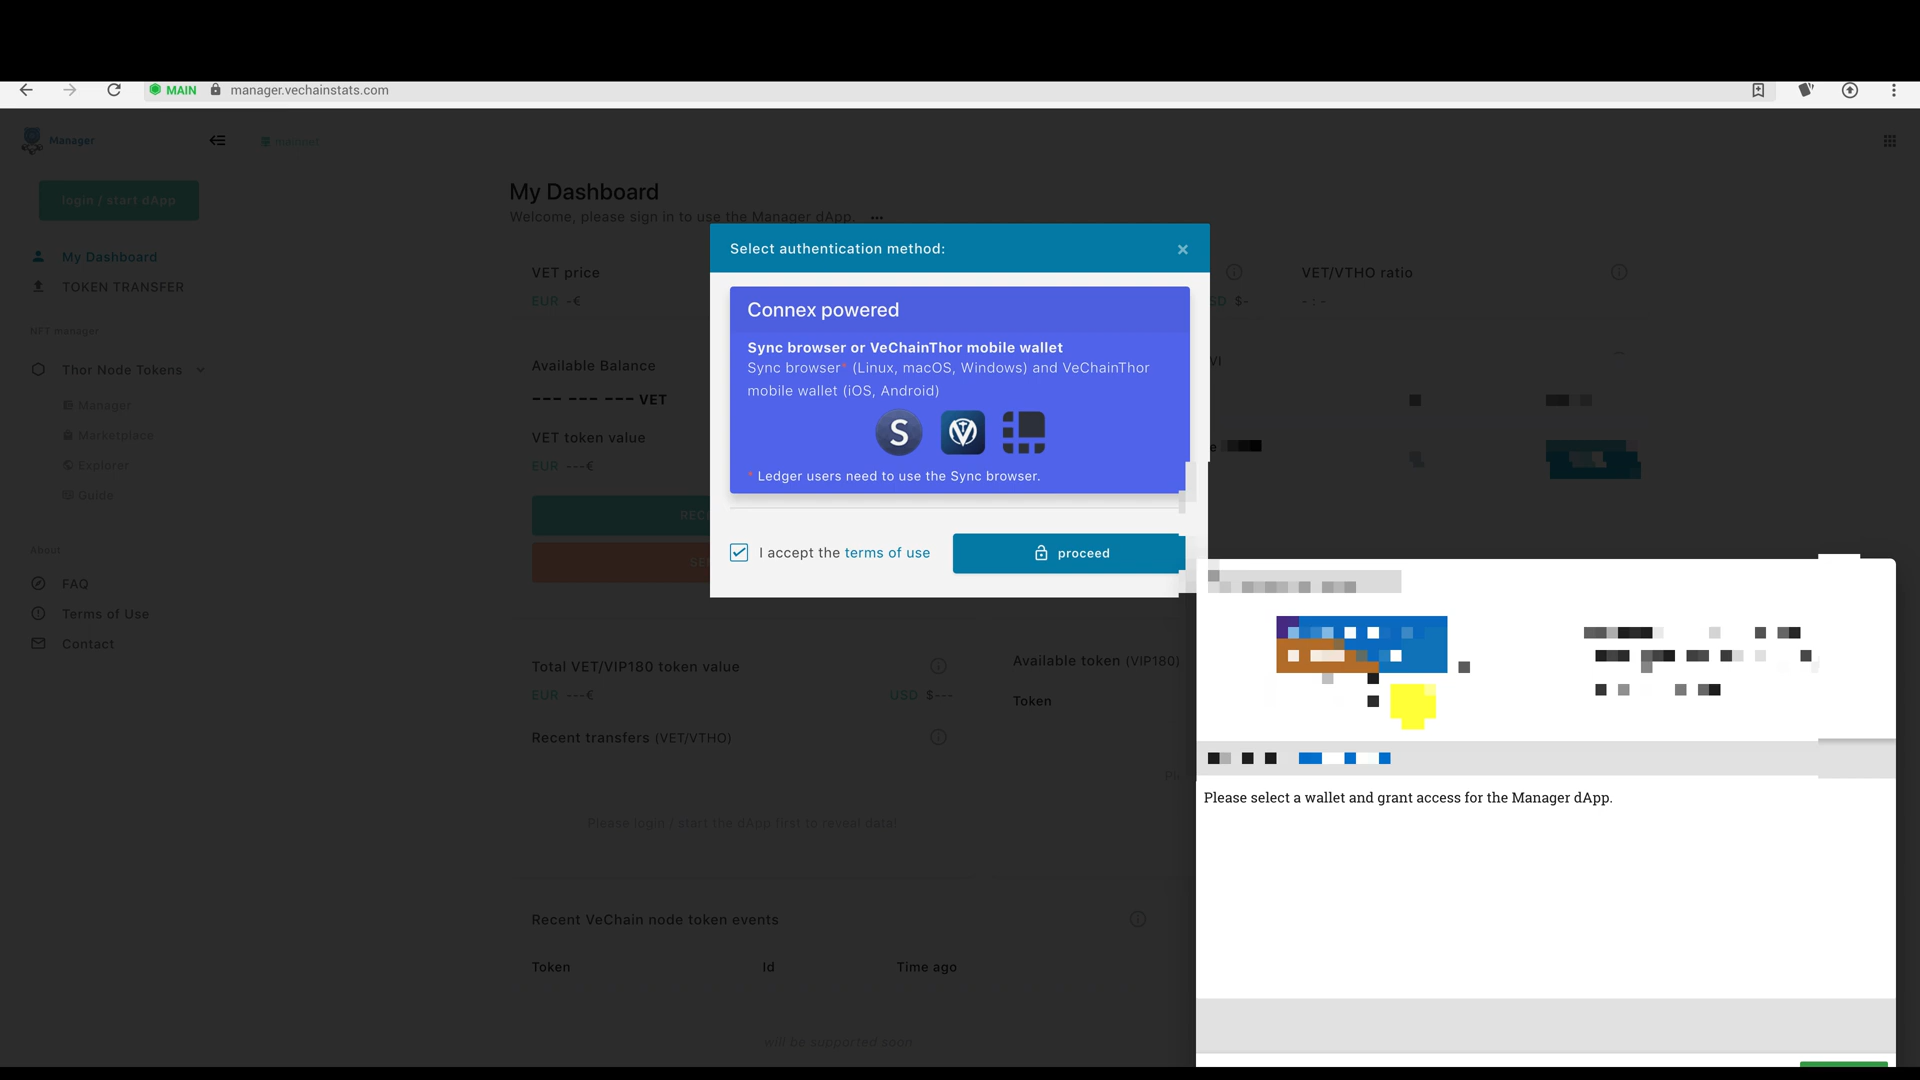 MAIN
manager.vechainstats.com
Manager
mainnet
login / start dApp
My Dashboard
TOKEN TRANSFER
NFT manager
Thor Node Tokens
Manager
Marketplace
Explorer
Guide
About
FAQ
Terms of Use
Contact
My Dashboard
Welcome, please sign in to use the Manager dApp.
VET price
EUR -€
SD $-
VET/VTHO ratio
- : -
Available Balance
--- --- --- VET
VET token value
EUR ---€
Select authentication method:
Connex powered
Sync browser or VeChainThor mobile wallet
Sync browser* (Linux, macOS, Windows) and VeChainThor
mobile wallet (iOS, Android)
* Ledger users need to use the Sync browser.
I accept the terms of use
proceed
Total VET/VIP180 token value
EUR ---€
USD $---
Recent transfers (VET/VTHO)
Please login / start the dApp first to reveal data!
Available token (VIP180)
Token
Please select a wallet and grant access for the Manager dApp.
Recent VeChain node token events
Token Id Time ago
will be supported soon